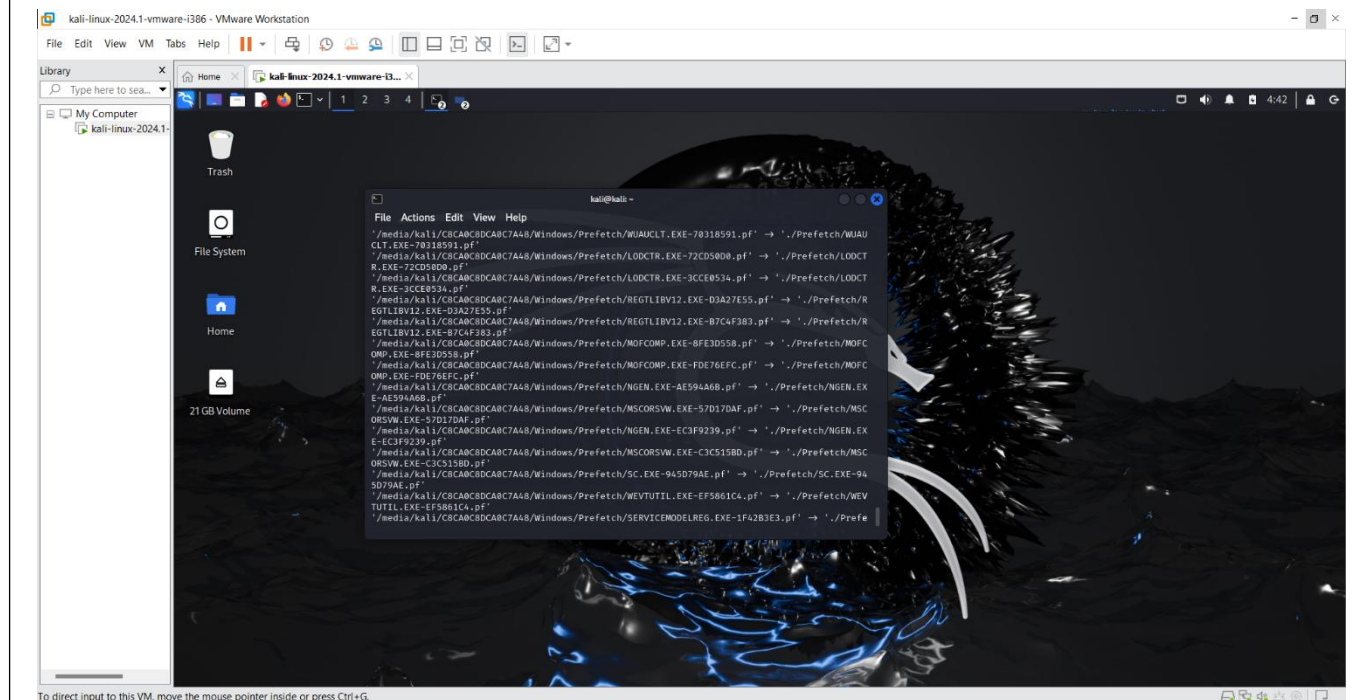 kali-linux-2024.1-vmware-i386 - VMware Workstation
File Edit View VM Tabs Help
Library
Home
kali-linux-2024.1-vmware-i3...
Type here to sea...
1 2 3 4
4:42
My Computer
kali-linux-2024.1-
Trash
File System
Home
21 GB Volume
kali@kali: ~
File Actions Edit View Help
'/media/kali/C8CA0C8DCA0C7A48/Windows/Prefetch/WUAUCLT.EXE-70318591.pf' → './Prefetch/WUAU
CLT.EXE-70318591.pf'
'/media/kali/C8CA0C8DCA0C7A48/Windows/Prefetch/LODCTR.EXE-72CD50D0.pf' → './Prefetch/LODCT
R.EXE-72CD50D0.pf'
'/media/kali/C8CA0C8DCA0C7A48/Windows/Prefetch/LODCTR.EXE-3CCE0534.pf' → './Prefetch/LODCT
R.EXE-3CCE0534.pf'
'/media/kali/C8CA0C8DCA0C7A48/Windows/Prefetch/REGTLIBV12.EXE-D3A27E55.pf' → './Prefetch/R
EGTLIBV12.EXE-D3A27E55.pf'
'/media/kali/C8CA0C8DCA0C7A48/Windows/Prefetch/REGTLIBV12.EXE-B7C4F383.pf' → './Prefetch/R
EGTLIBV12.EXE-B7C4F383.pf'
'/media/kali/C8CA0C8DCA0C7A48/Windows/Prefetch/MOFCOMP.EXE-8FE3D558.pf' → './Prefetch/MOFC
OMP.EXE-8FE3D558.pf'
'/media/kali/C8CA0C8DCA0C7A48/Windows/Prefetch/MOFCOMP.EXE-FDE76EFC.pf' → './Prefetch/MOFC
OMP.EXE-FDE76EFC.pf'
'/media/kali/C8CA0C8DCA0C7A48/Windows/Prefetch/NGEN.EXE-AE594A6B.pf' → './Prefetch/NGEN.EX
E-AE594A6B.pf'
'/media/kali/C8CA0C8DCA0C7A48/Windows/Prefetch/MSCORSVW.EXE-57D17DAF.pf' → './Prefetch/MSC
ORSVW.EXE-57D17DAF.pf'
'/media/kali/C8CA0C8DCA0C7A48/Windows/Prefetch/NGEN.EXE-EC3F9239.pf' → './Prefetch/NGEN.EX
E-EC3F9239.pf'
'/media/kali/C8CA0C8DCA0C7A48/Windows/Prefetch/MSCORSVW.EXE-C3C515BD.pf' → './Prefetch/MSC
ORSVW.EXE-C3C515BD.pf'
'/media/kali/C8CA0C8DCA0C7A48/Windows/Prefetch/SC.EXE-945D79AE.pf' → './Prefetch/SC.EXE-94
5D79AE.pf'
'/media/kali/C8CA0C8DCA0C7A48/Windows/Prefetch/WEVTUTIL.EXE-EF5861C4.pf' → './Prefetch/WEV
TUTIL.EXE-EF5861C4.pf'
'/media/kali/C8CA0C8DCA0C7A48/Windows/Prefetch/SERVICEMODELREG.EXE-1F42B3E3.pf' → './Prefe
To direct input to this VM, move the mouse pointer inside or press Ctrl+G.